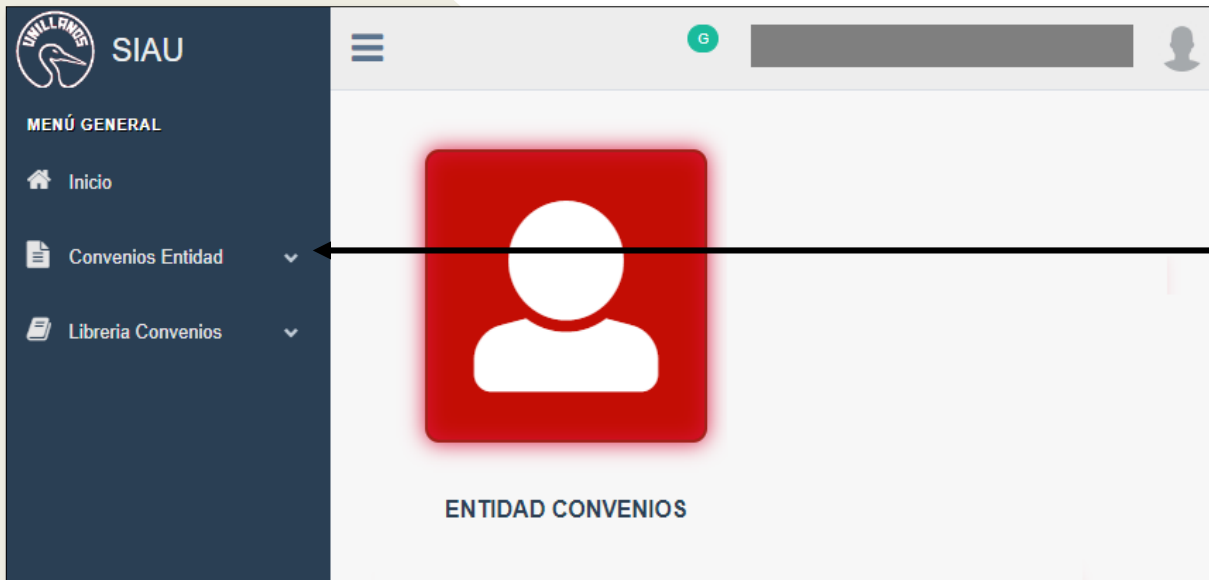 UNILLANOS
SIAU
G
MENÚ GENERAL
Inicio
Convenios Entidad
Libreria Convenios
ENTIDAD CONVENIOS